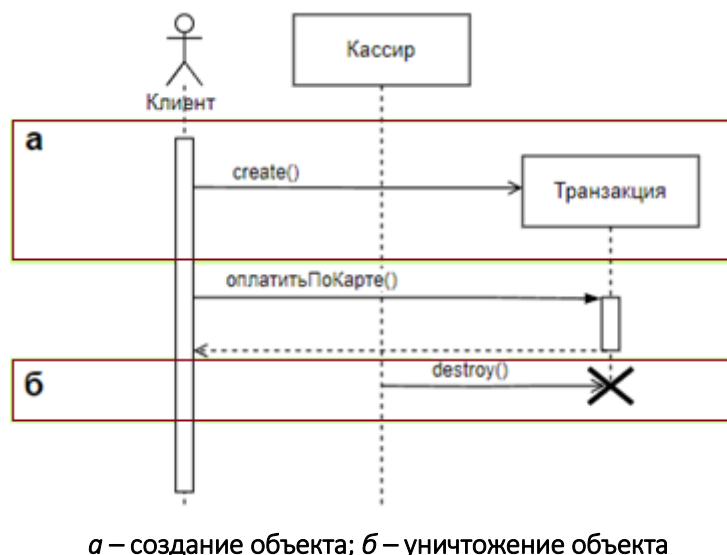 Кассир
Клиент
а
create()
Транзакция
оплатитьПоКарте()
б
destroy()
а – создание объекта; б – уничтожение объекта